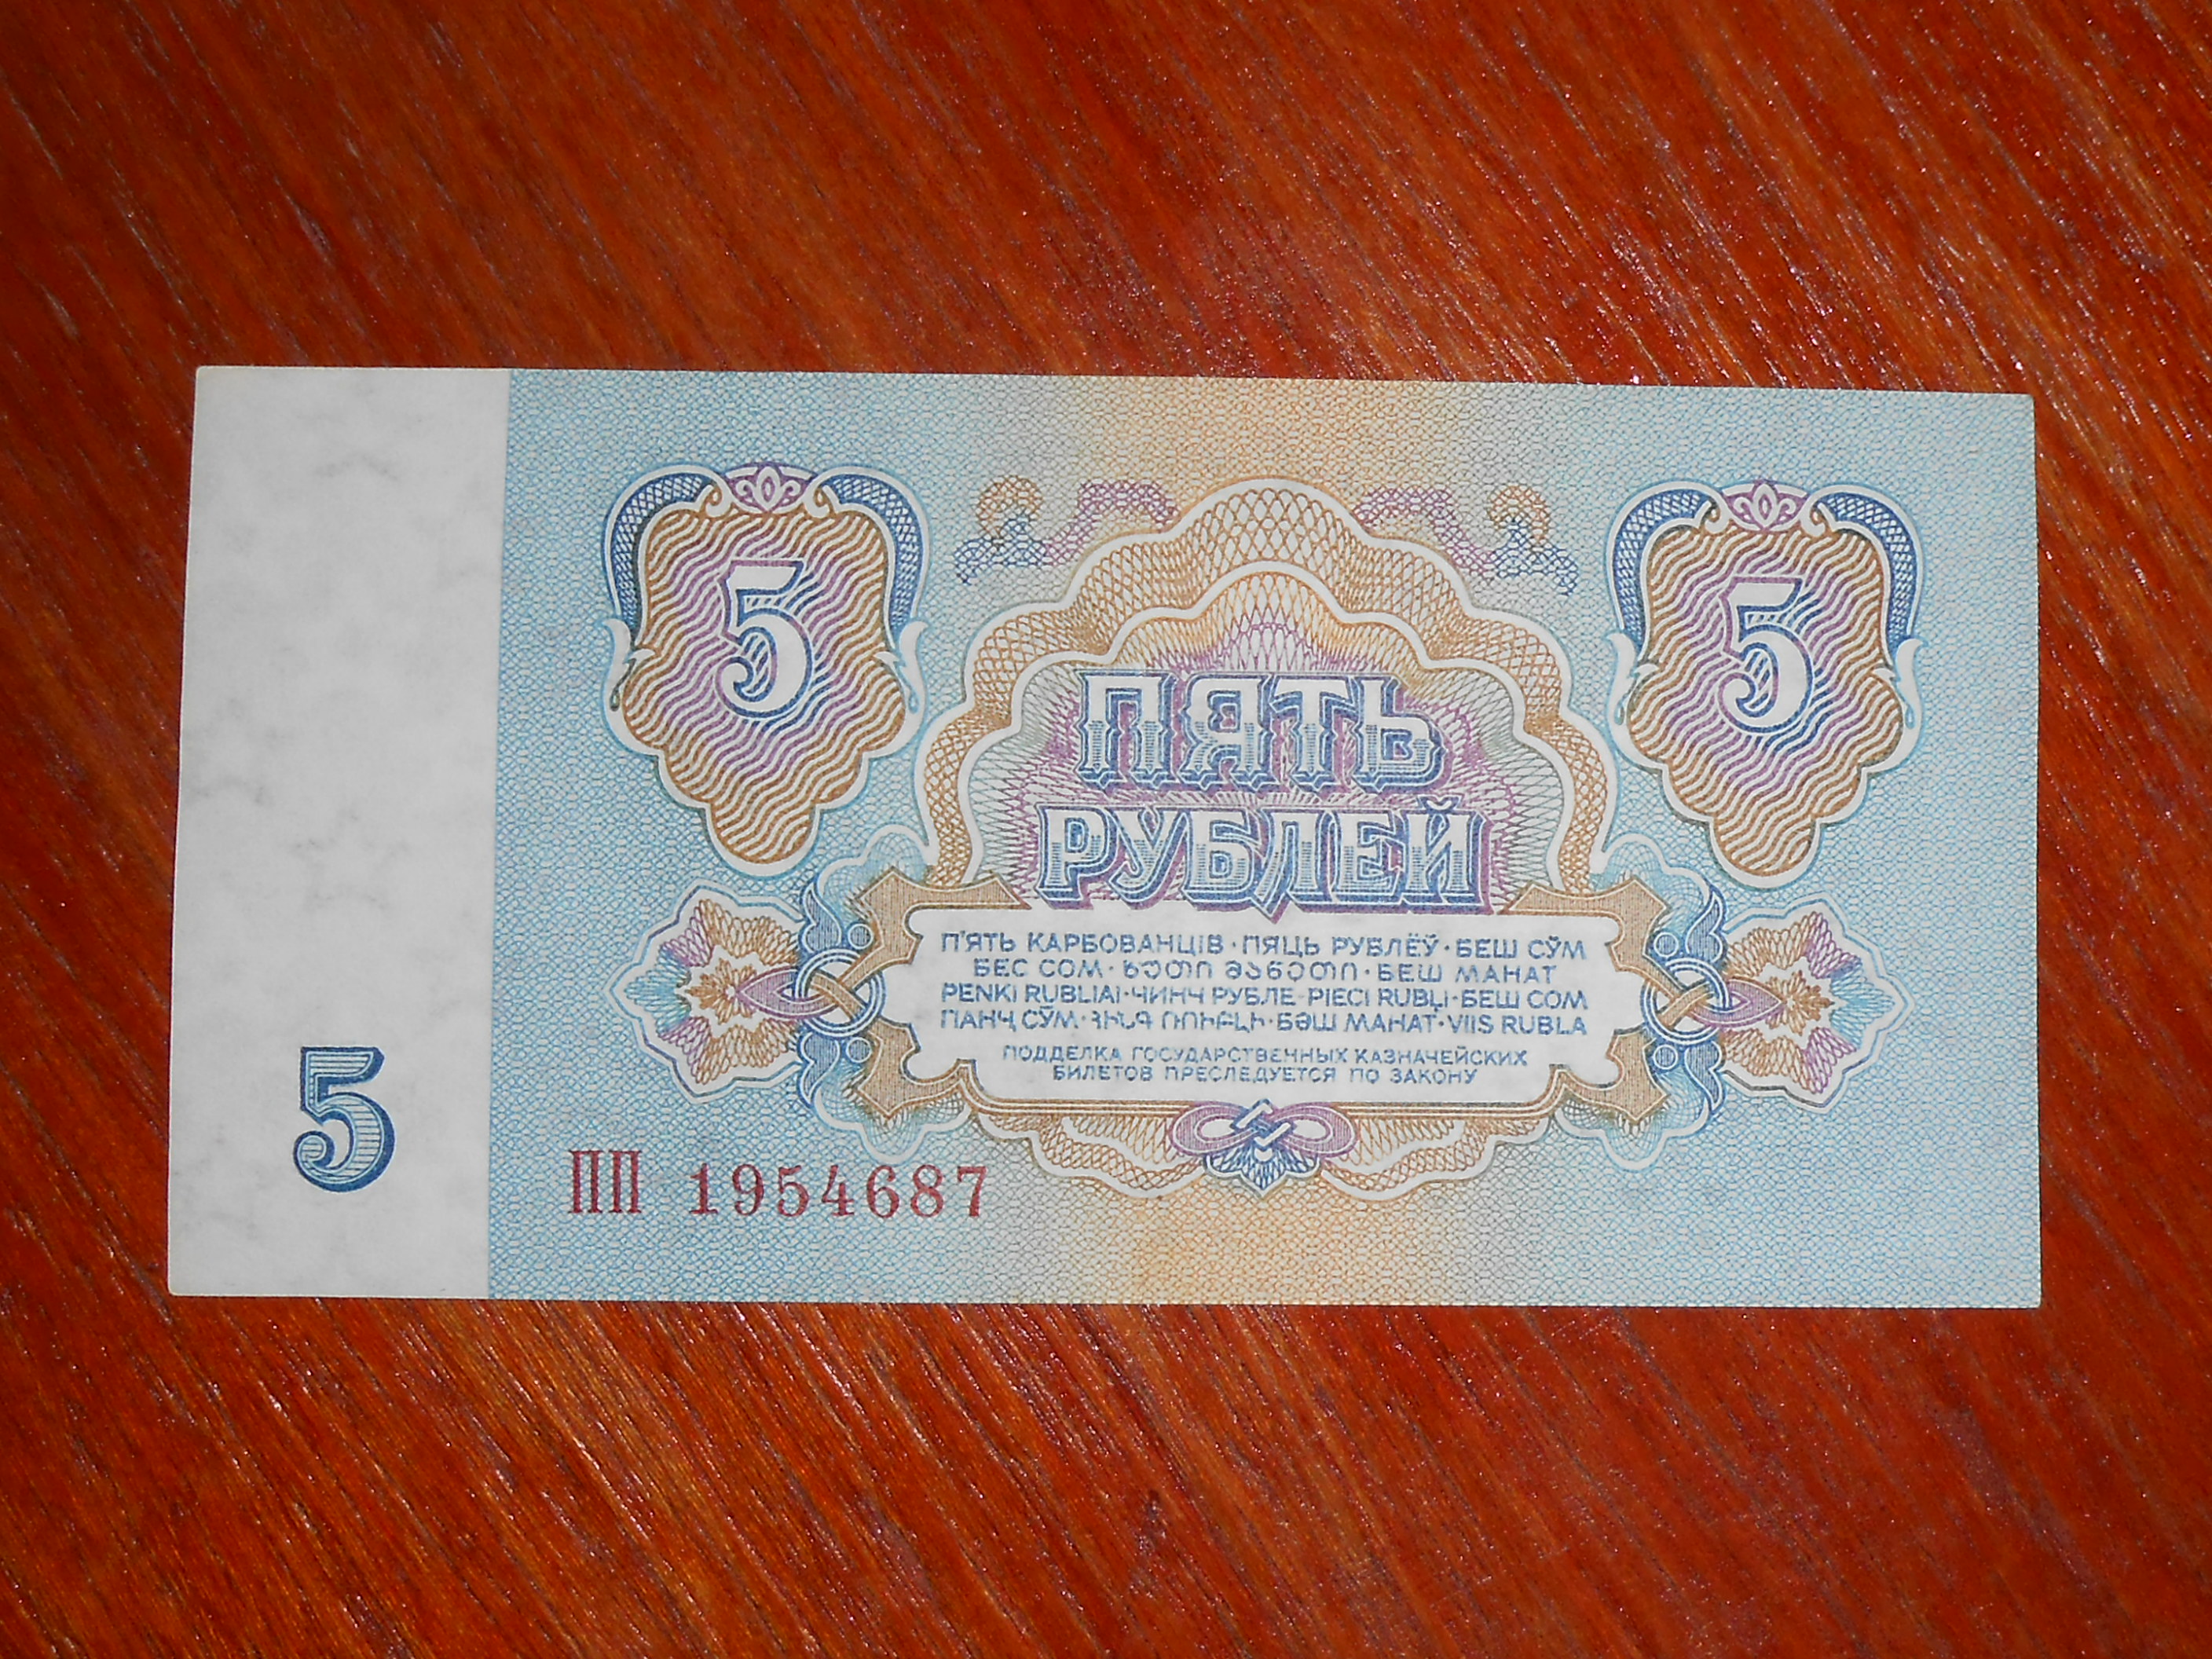 5
5
ПЯТЬ
РУБЛЕЙ
П'ЯТЬ КАРБОВАНЦІВ · ПЯЦЬ РУБЛЁЎ · БЕШ СЎМ
БЕС СОМ · ხუთი მანეთი · БЕШ МАНАТ
PENKI RUBLIAI · ЧИНЧ РУБЛЕ · PIECI RUBĻI · БЕШ СОМ
ПАНҶ СЎМ · ՀԻՆԳ ՌՈՒԲԼԻ · БӘШ МАНАТ · VIIS RUBLA
ПОДДЕЛКА ГОСУДАРСТВЕННЫХ КАЗНАЧЕЙСКИХ
БИЛЕТОВ ПРЕСЛЕДУЕТСЯ ПО ЗАКОНУ
5
ПП 1954687